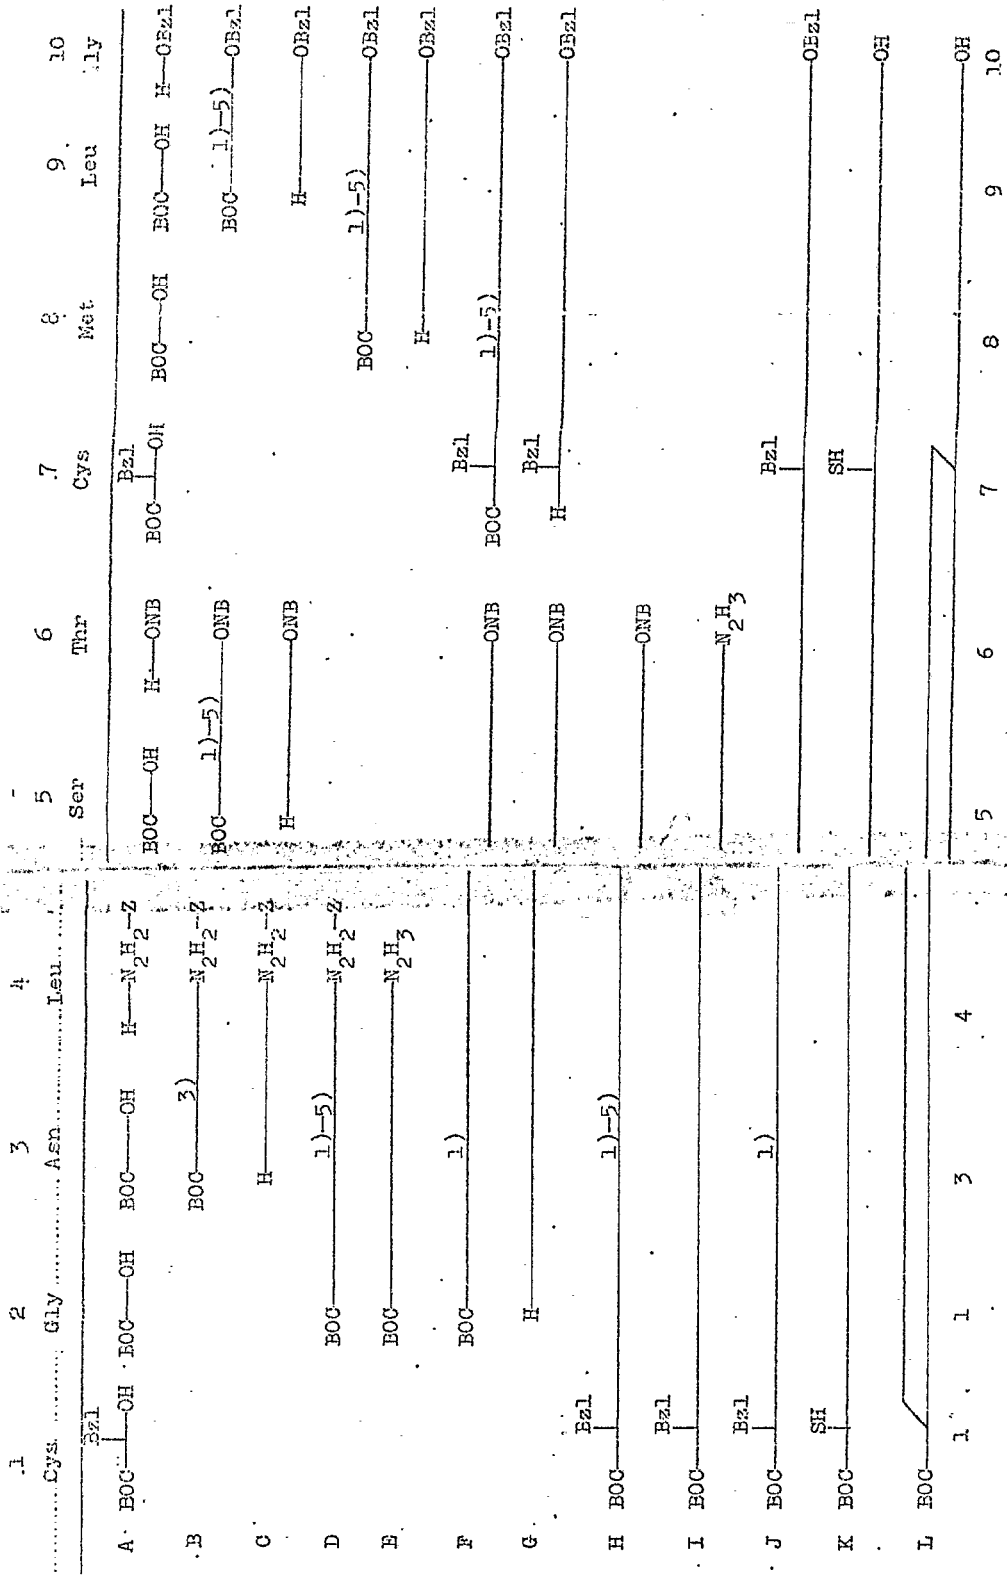 .1 2 3 4 5 6 .7 8 9. 10
Cys Gly Asn Leu Ser Thr Cys Met Leu ly
A. BOC Bzl OH . BOC OH BOC OH H N2H2-Z BOC OH H ONB BOC Bzl OH BOC OH BOC OH H OBzl
.B BOC 3) N2H2-Z BOC 1)-5) ONB BOC 1)-5) OBzl
C H N2H2-Z H ONB H OBzl
D BOC 1)-5) N2H2-Z BOC 1)-5) OBzl
E BOC N2H3 H OBzl
F BOC 1) ONB BOC Bzl 1)-5) OBzl
G H ONB H Bzl OBzl
H BOC Bzl 1)-5) ONB
I BOC Bzl N2H3
J BOC Bzl 1) Bzl OBzl
K BOC SH SH OH
L BOC OH
1 1 3 4 5 6 7 8 9 10